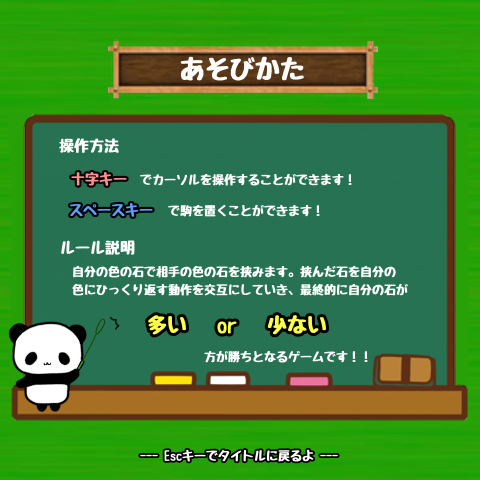 あそびかた
操作方法
十字キー でカーソルを操作することができます！
スペースキー で駒を置くことができます！
ルール説明
自分の色の石で相手の色の石を挟みます。挟んだ石を自分の
色にひっくり返す動作を交互にしていき、最終的に自分の石が
多い or 少ない
方が勝ちとなるゲームです！！
--- Escキーでタイトルに戻るよ ---